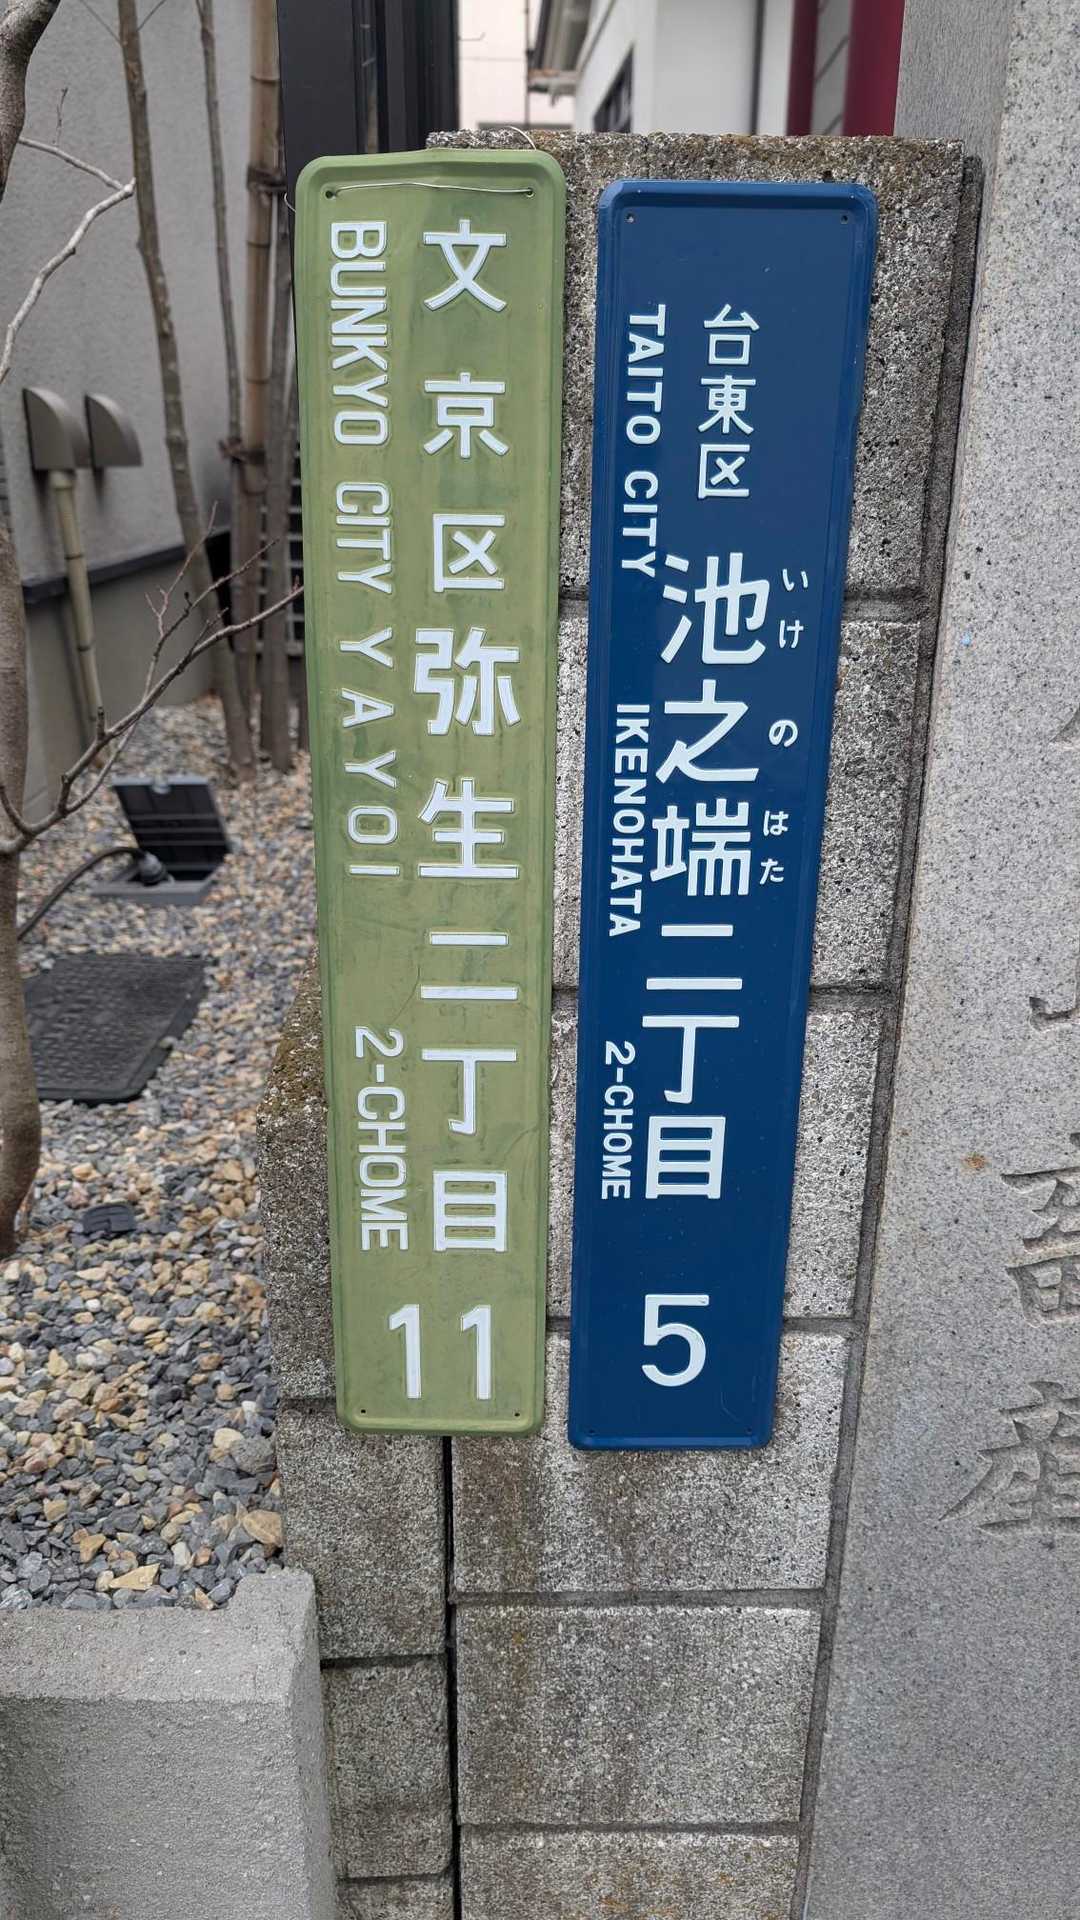 文京区弥生二丁目
BUNKYO CITY YAYOI 2-CHOME
11
いけのはた
台東区 池之端二丁目
TAITO CITY IKENOHATA 2-CHOME
5